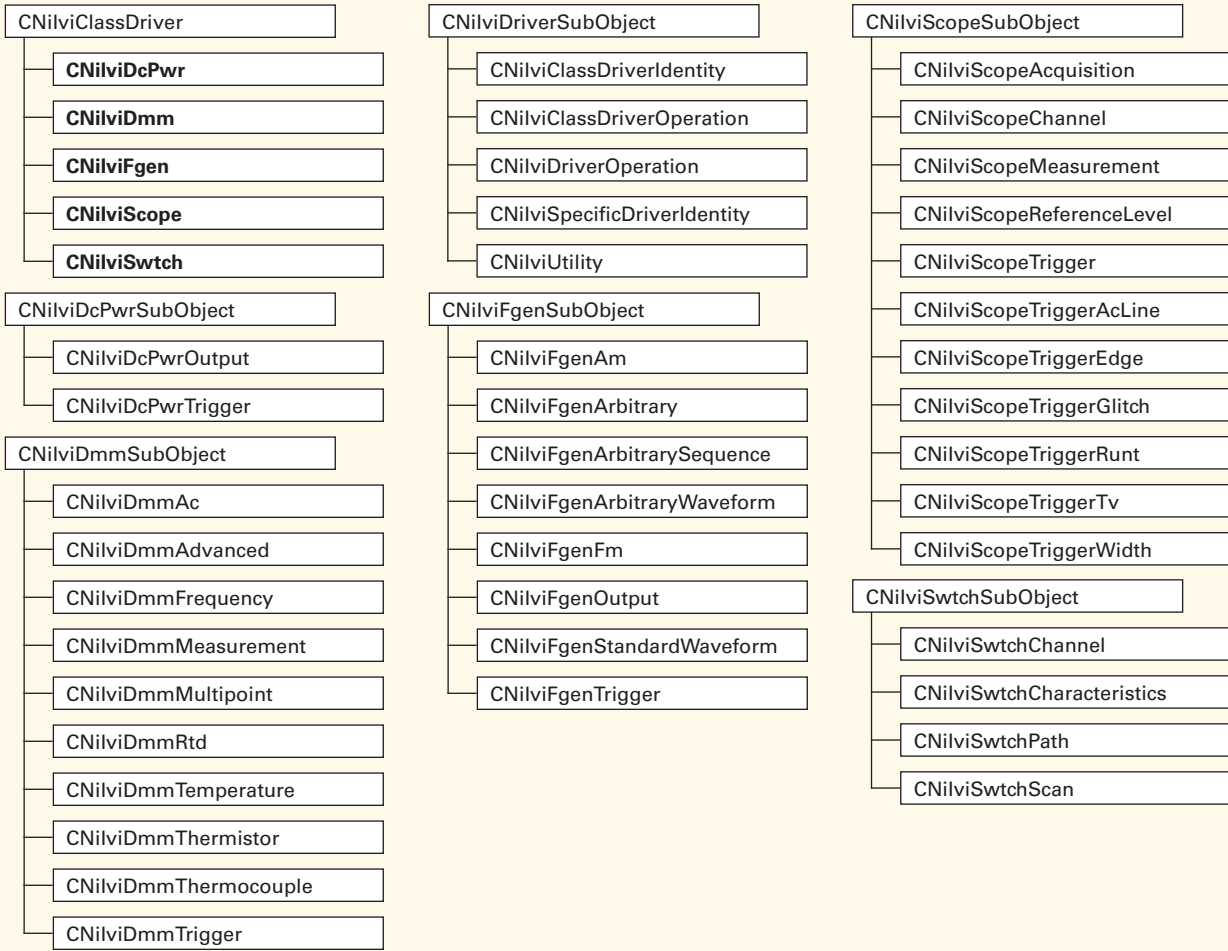 CNiIviClassDriver
CNiIviDcPwr
CNiIviDmm
CNiIviFgen
CNiIviScope
CNiIviSwtch
CNiIviDcPwrSubObject
CNiIviDcPwrOutput
CNiIviDcPwrTrigger
CNiIviDmmSubObject
CNiIviDmmAc
CNiIviDmmAdvanced
CNiIviDmmFrequency
CNiIviDmmMeasurement
CNiIviDmmMultipoint
CNiIviDmmRtd
CNiIviDmmTemperature
CNiIviDmmThermistor
CNiIviDmmThermocouple
CNiIviDmmTrigger
CNiIviDriverSubObject
CNiIviClassDriverIdentity
CNiIviClassDriverOperation
CNiIviDriverOperation
CNiIviSpecificDriverIdentity
CNiIviUtility
CNiIviFgenSubObject
CNiIviFgenAm
CNiIviFgenArbitrary
CNiIviFgenArbitrarySequence
CNiIviFgenArbitraryWaveform
CNiIviFgenFm
CNiIviFgenOutput
CNiIviFgenStandardWaveform
CNiIviFgenTrigger
CNiIviScopeSubObject
CNiIviScopeAcquisition
CNiIviScopeChannel
CNiIviScopeMeasurement
CNiIviScopeReferenceLevel
CNiIviScopeTrigger
CNiIviScopeTriggerAcLine
CNiIviScopeTriggerEdge
CNiIviScopeTriggerGlitch
CNiIviScopeTriggerRunt
CNiIviScopeTriggerTv
CNiIviScopeTriggerWidth
CNiIviSwtchSubObject
CNiIviSwtchChannel
CNiIviSwtchCharacteristics
CNiIviSwtchPath
CNiIviSwtchScan